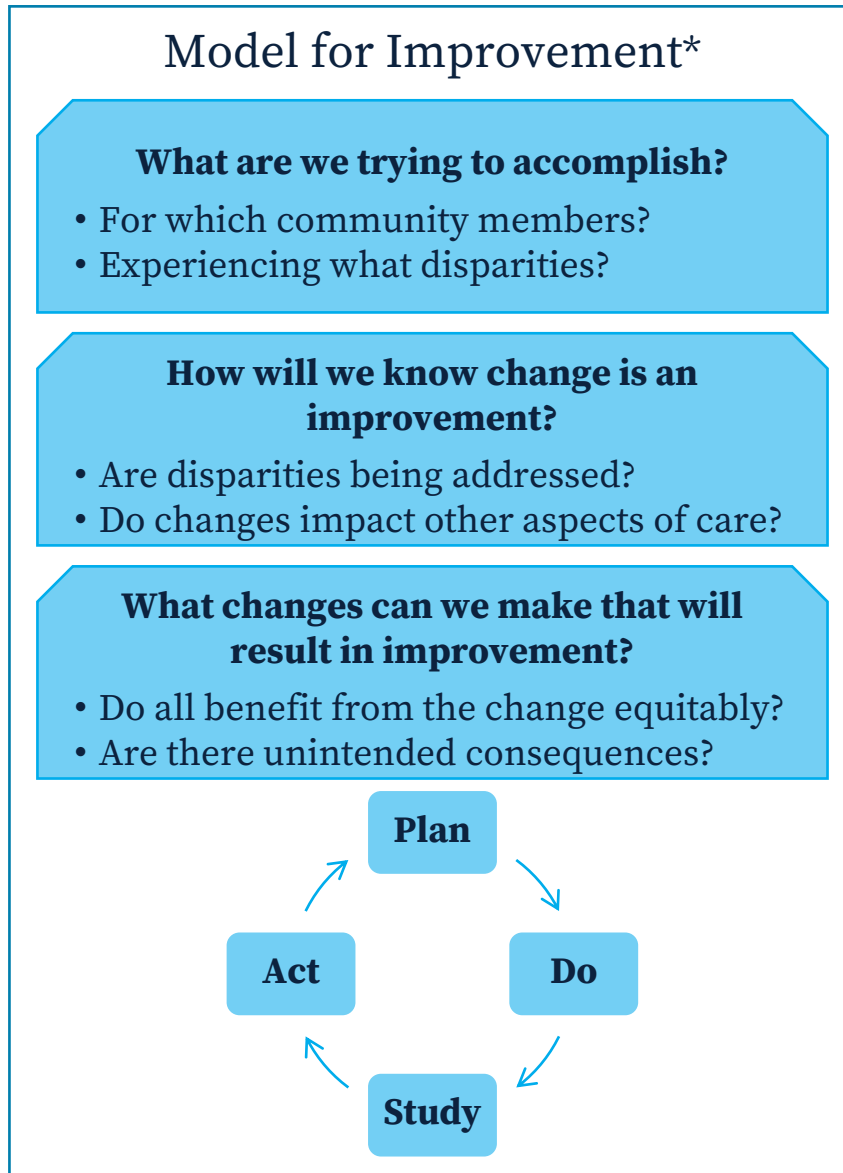 Model for Improvement*
What are we trying to accomplish?
• For which community members?
• Experiencing what disparities?
How will we know change is an
improvement?
• Are disparities being addressed?
• Do changes impact other aspects of care?
What changes can we make that will
result in improvement?
• Do all benefit from the change equitably?
• Are there unintended consequences?
Plan
Do
Study
Act